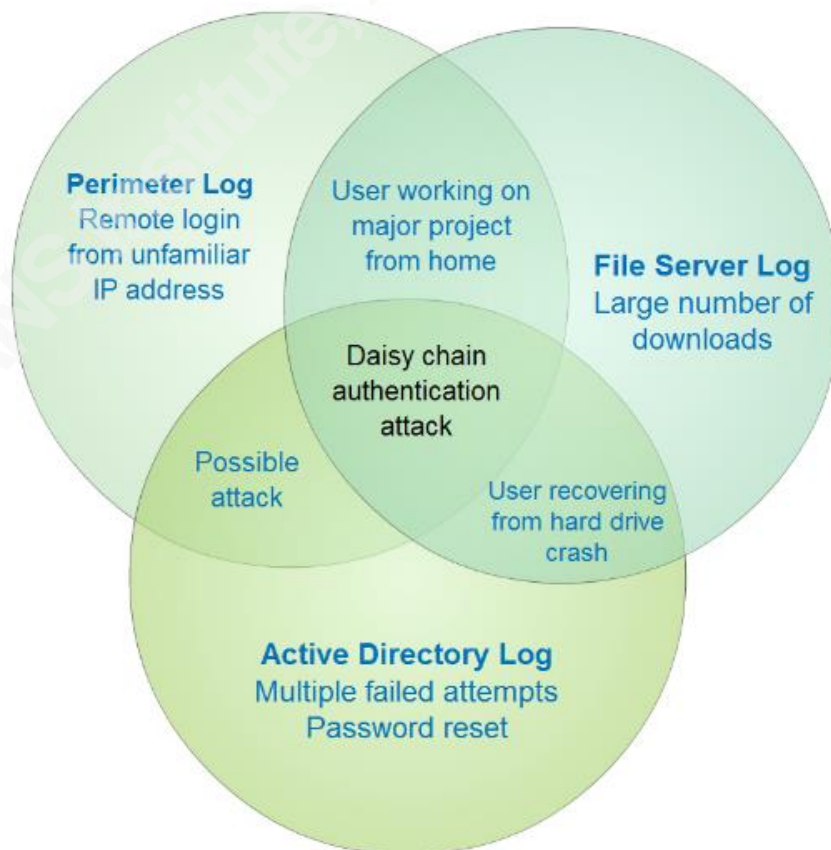 Perimeter Log
Remote login
from unfamiliar
IP address
User working on
major project
from home
File Server Log
Large number of
downloads
Daisy chain
authentication
attack
Possible
attack
User recovering
from hard drive
crash
Active Directory Log
Multiple failed attempts
Password reset